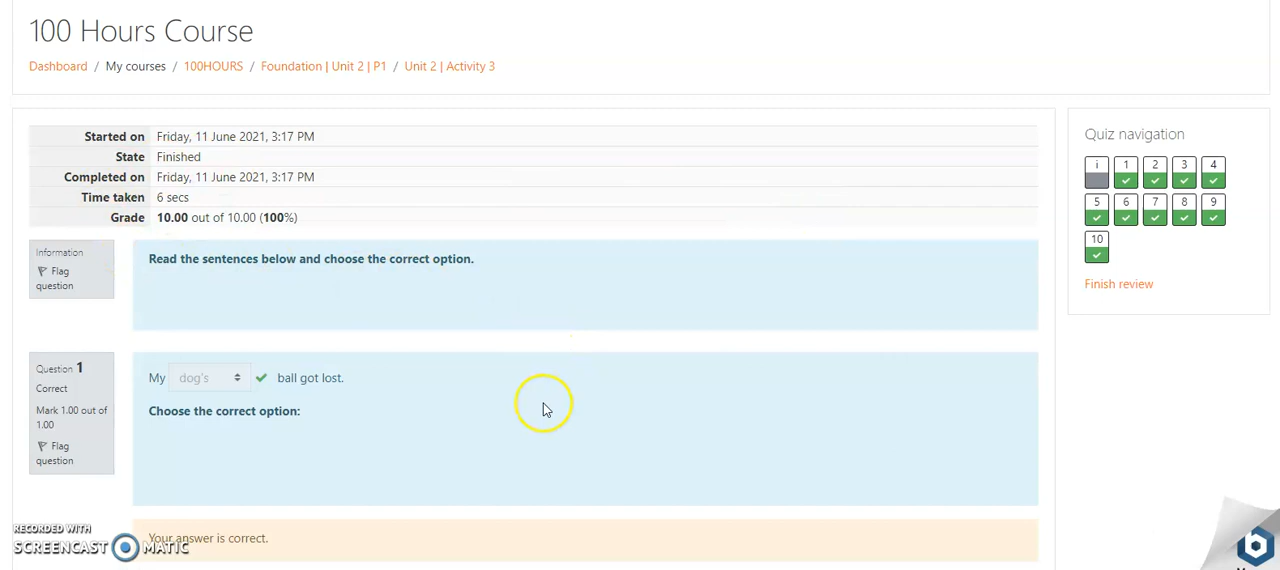 100 Hours Course
Dashboard / My courses / 100HOURS / Foundation | Unit 2 | P1 / Unit 2 | Activity 3
Started on Friday, 11 June 2021, 3:17 PM
State Finished
Completed on Friday, 11 June 2021, 3:17 PM
Time taken 6 secs
Grade 10.00 out of 10.00 (100%)
Quiz navigation
i 1 2 3 4
5 6 7 8 9
10
Finish review
Information
Flag
question
Read the sentences below and choose the correct option.
Question 1
Correct
Mark 1.00 out of
1.00
Flag
question
My dog's ball got lost.
Choose the correct option:
Your answer is correct.
RECORDED WITH
SCREENCAST MATIC